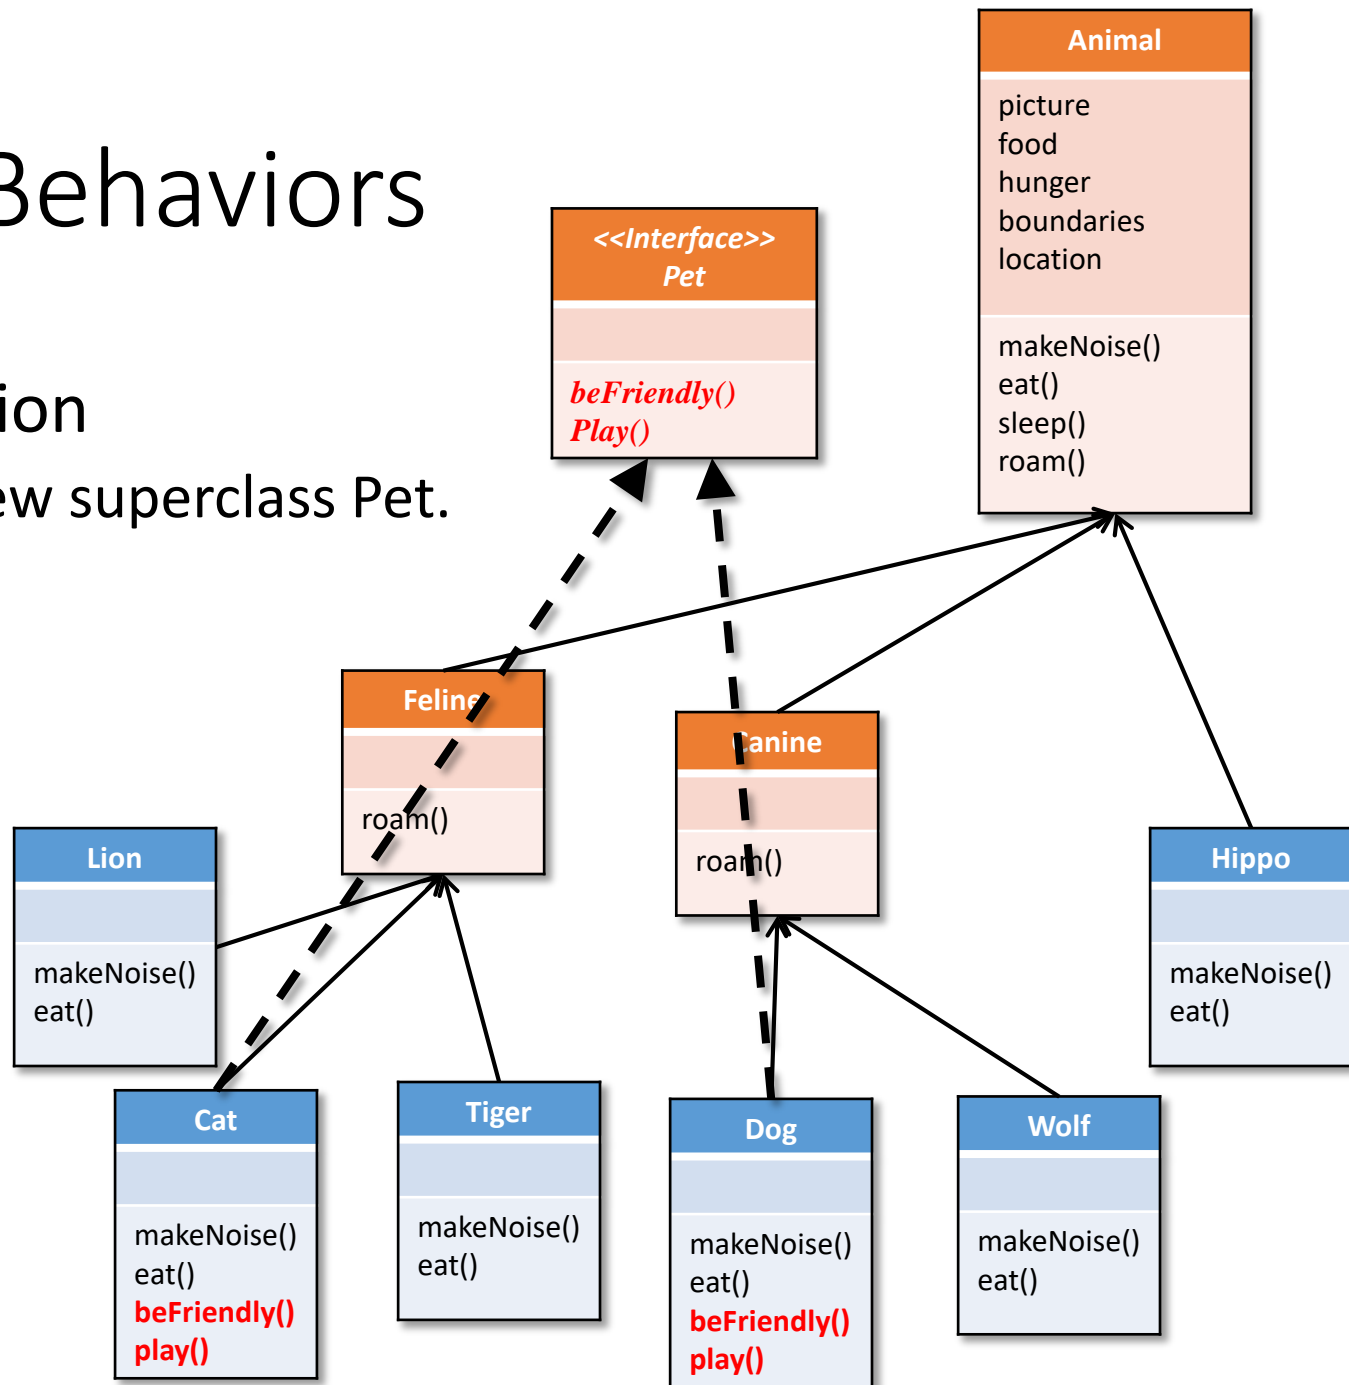 Behaviors
ion
ew superclass Pet.
<<Interface>>
Pet
beFriendly()
Play()
Animal
picture
food
hunger
boundaries
location
makeNoise()
eat()
sleep()
roam()
Feline
roam()
Canine
roam()
Lion
makeNoise()
eat()
Hippo
makeNoise()
eat()
Cat
makeNoise()
eat()
beFriendly()
play()
Tiger
makeNoise()
eat()
Dog
makeNoise()
eat()
beFriendly()
play()
Wolf
makeNoise()
eat()